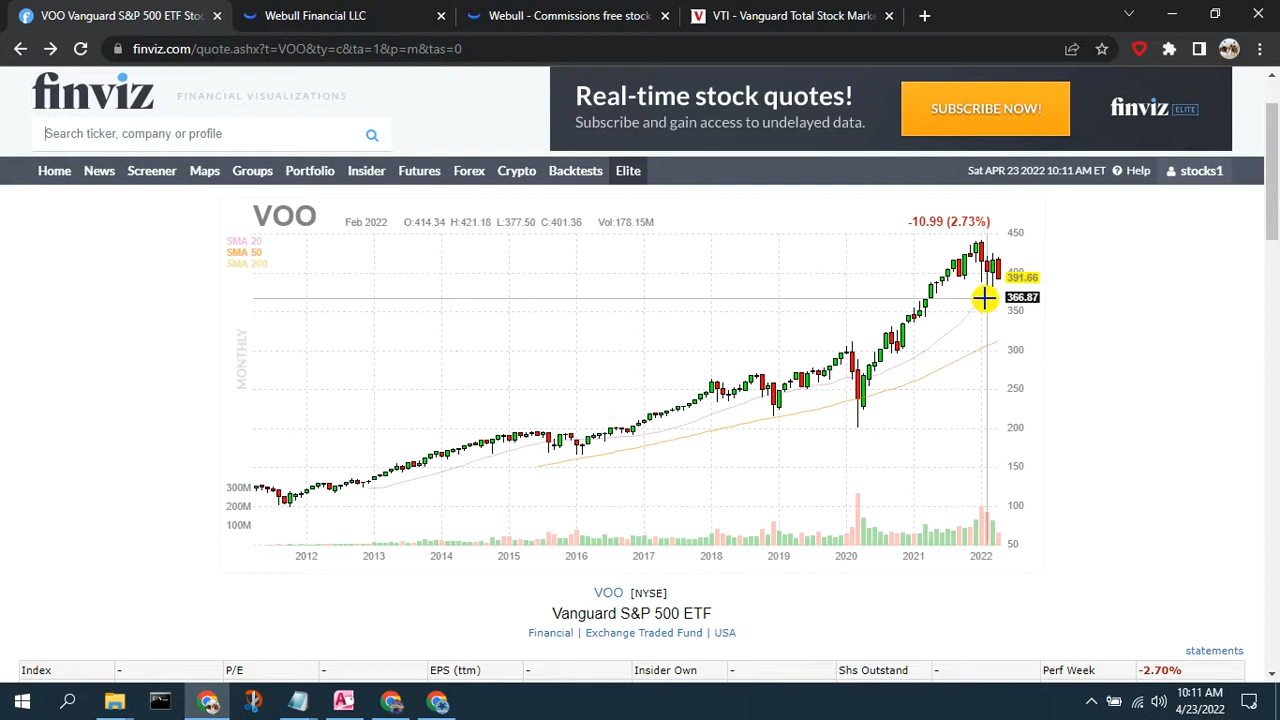 VOO Vanguard S&P 500 ETF Stoc
Webull Financial LLC
Webull - Commissions free stock
VTI - Vanguard Total Stock Marke
finviz.com/quote.ashx?t=VOO&ty=c&ta=1&p=m&tas=0
finviz
FINANCIAL VISUALIZATIONS
Search ticker, company or profile
Real-time stock quotes!
Subscribe and gain access to undelayed data.
SUBSCRIBE NOW!
finviz ELITE
Home News Screener Maps Groups Portfolio Insider Futures Forex Crypto Backtests Elite
Sat APR 23 2022 10:11 AM ET Help stocks1
VOO Feb 2022 O:414.34 H:421.18 L:377.50 C:401.36 Vol:178.15M -10.99 (2.73%)
SMA 20
SMA 50
SMA 200
450
400
391.66
366.87
350
300
250
200
150
100
50
MONTHLY
300M
200M
100M
2012 2013 2014 2015 2016 2017 2018 2019 2020 2021 2022
VOO [NYSE]
Vanguard S&P 500 ETF
Financial | Exchange Traded Fund | USA
statements
Index - P/E - EPS (ttm) - Insider Own - Shs Outstand - Perf Week -2.70%
10:11 AM
4/23/2022